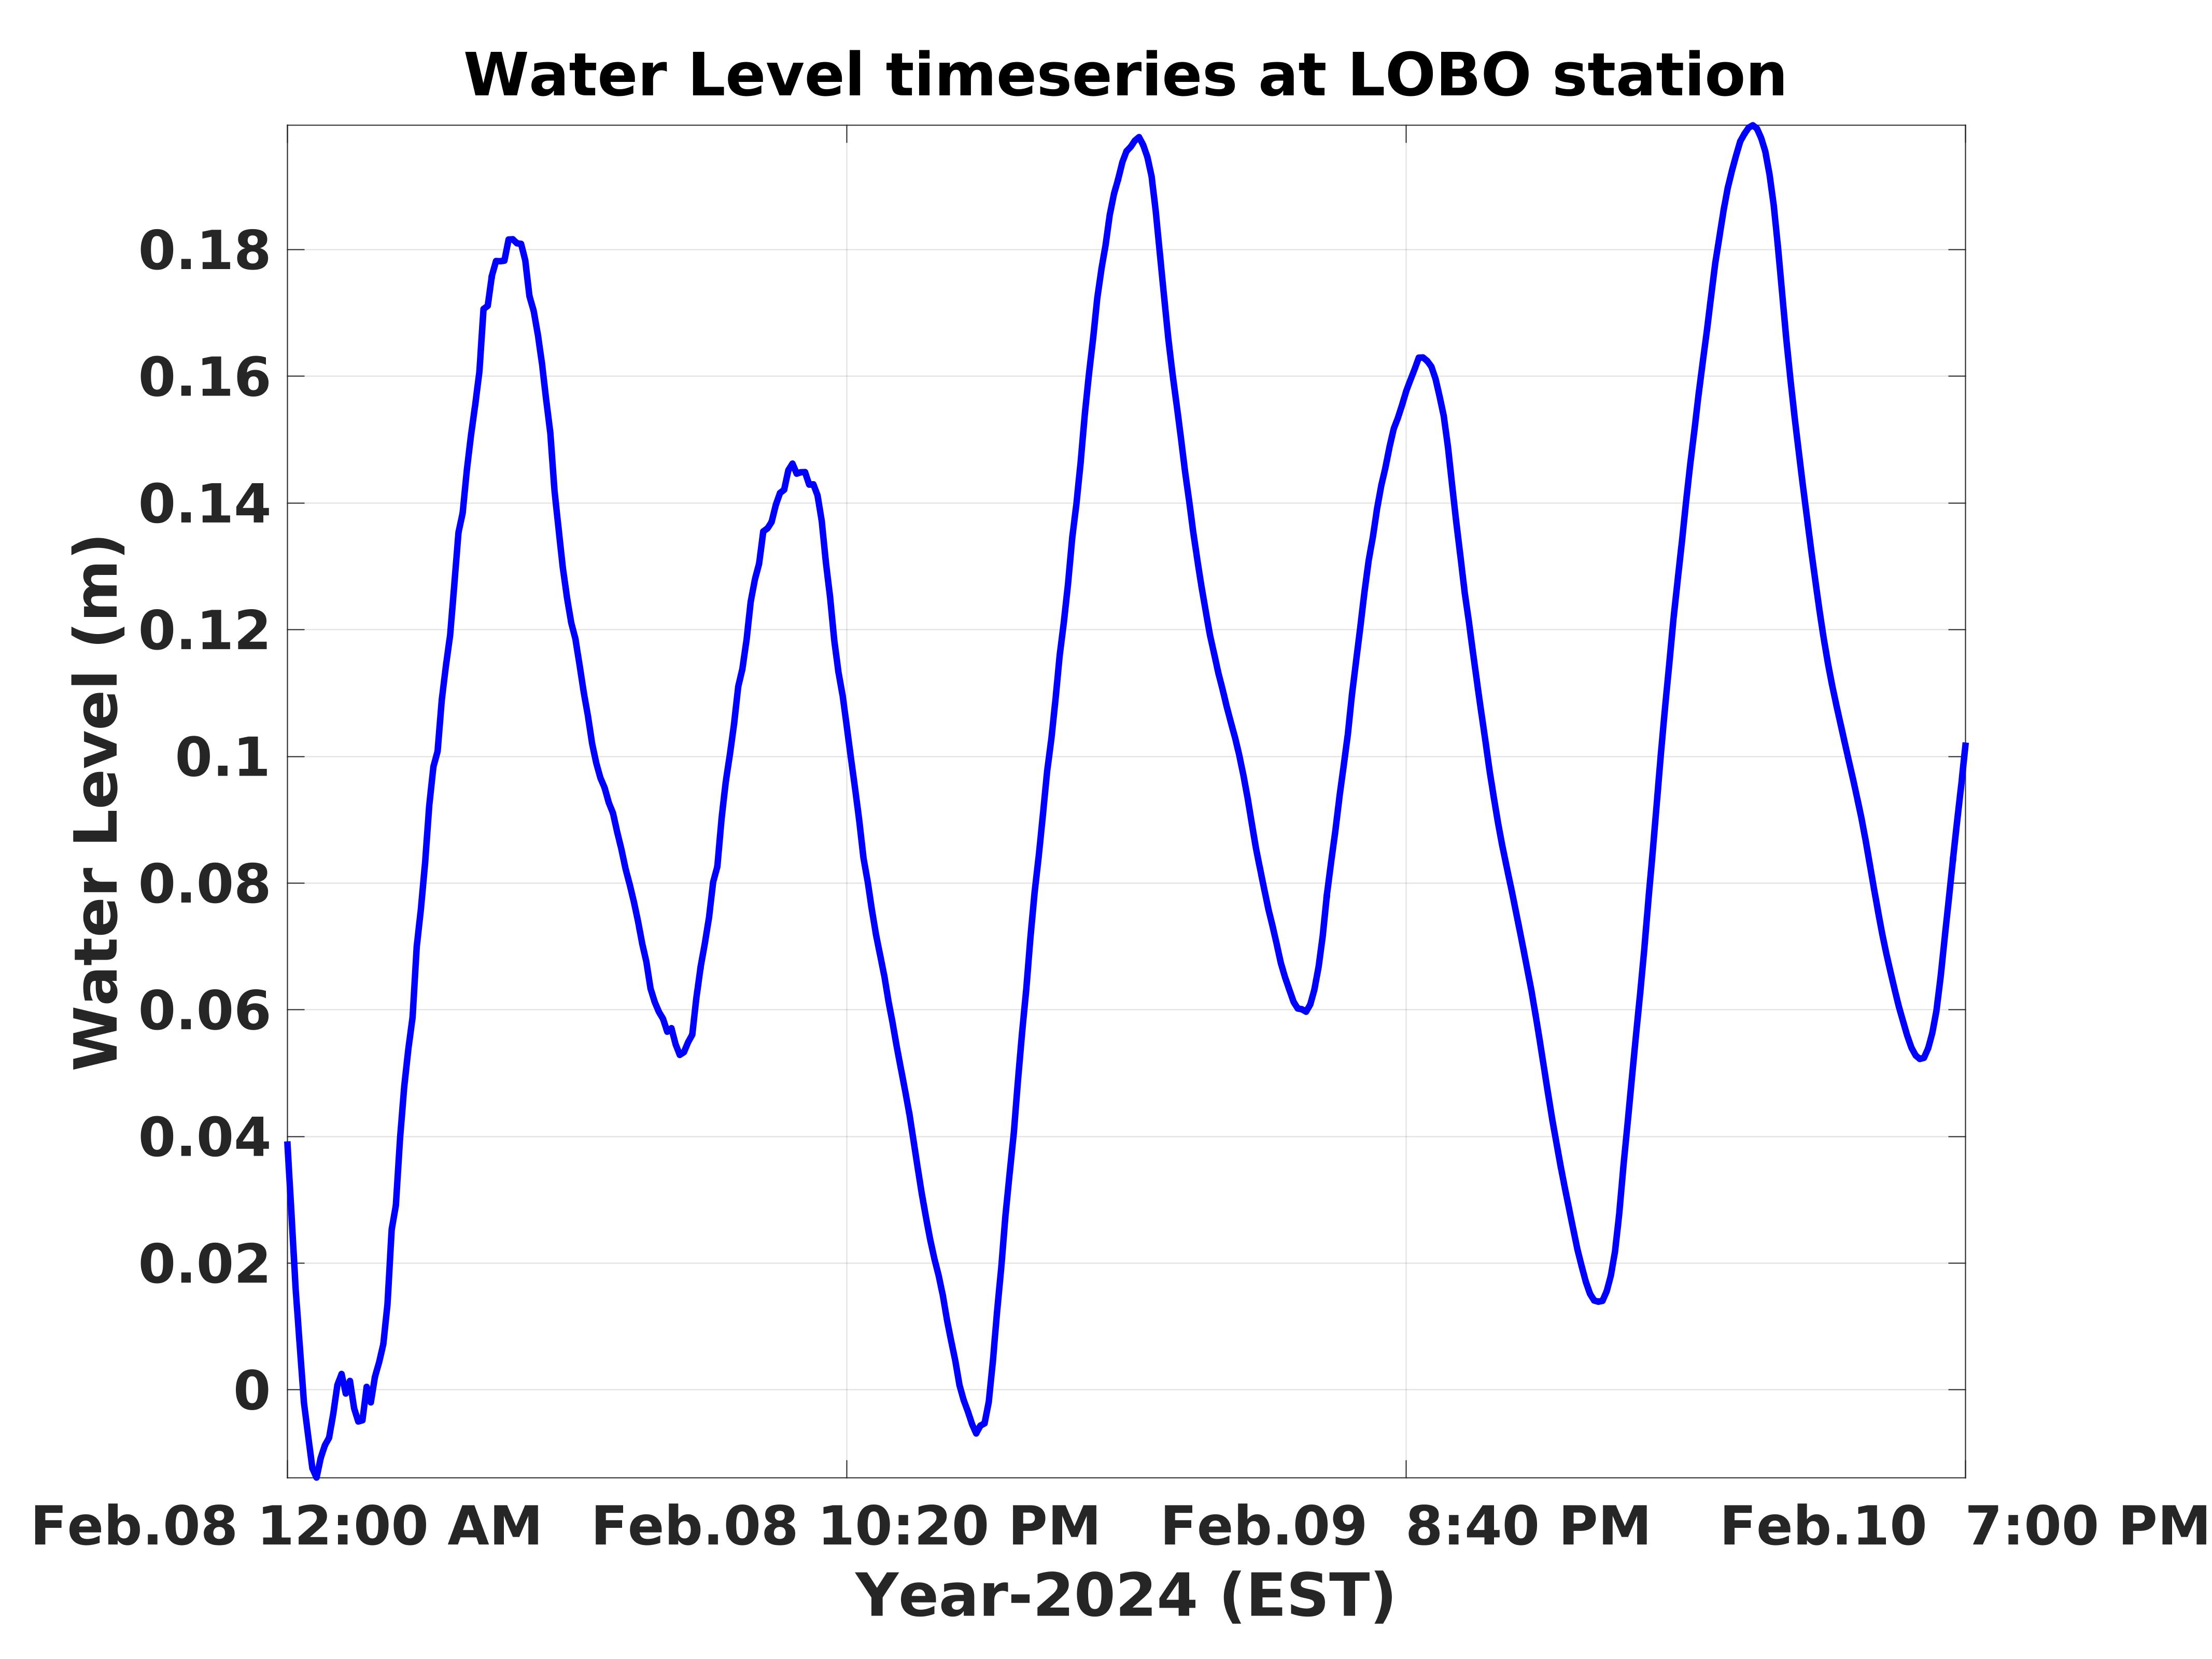 Water Level timeseries at LOBO station
Water Level (m)
0.18
0.16
0.14
0.12
0.1
0.08
0.06
0.04
0.02
0
Feb.08 12:00 AM Feb.08 10:20 PM Feb.09 8:40 PM Feb.10 7:00 PM
Year-2024 (EST)